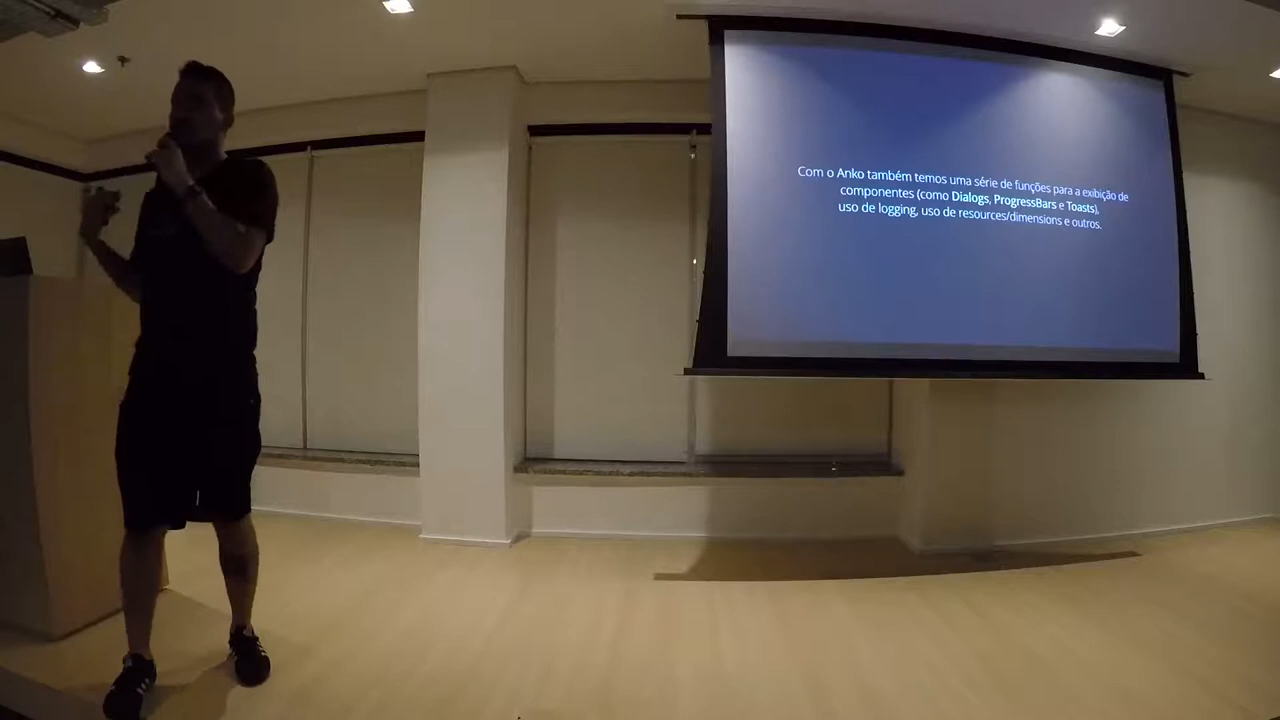 Com o Anko também temos uma série de funções para a exibição de
componentes (como Dialogs, ProgressBars e Toasts),
uso de logging, uso de resources/dimensions e outros.